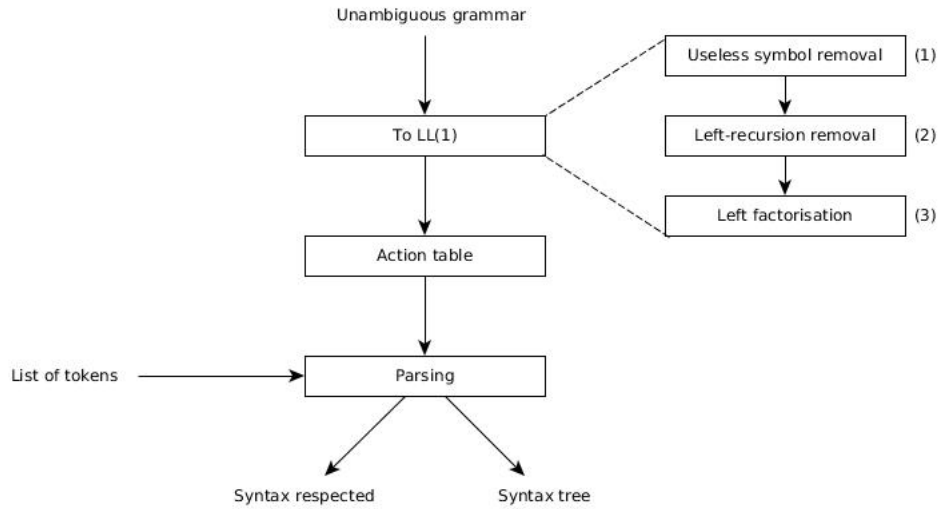 Unambiguous grammar
Useless symbol removal (1)
To LL(1)
Left-recursion removal (2)
Left factorisation (3)
Action table
List of tokens
Parsing
Syntax respected
Syntax tree